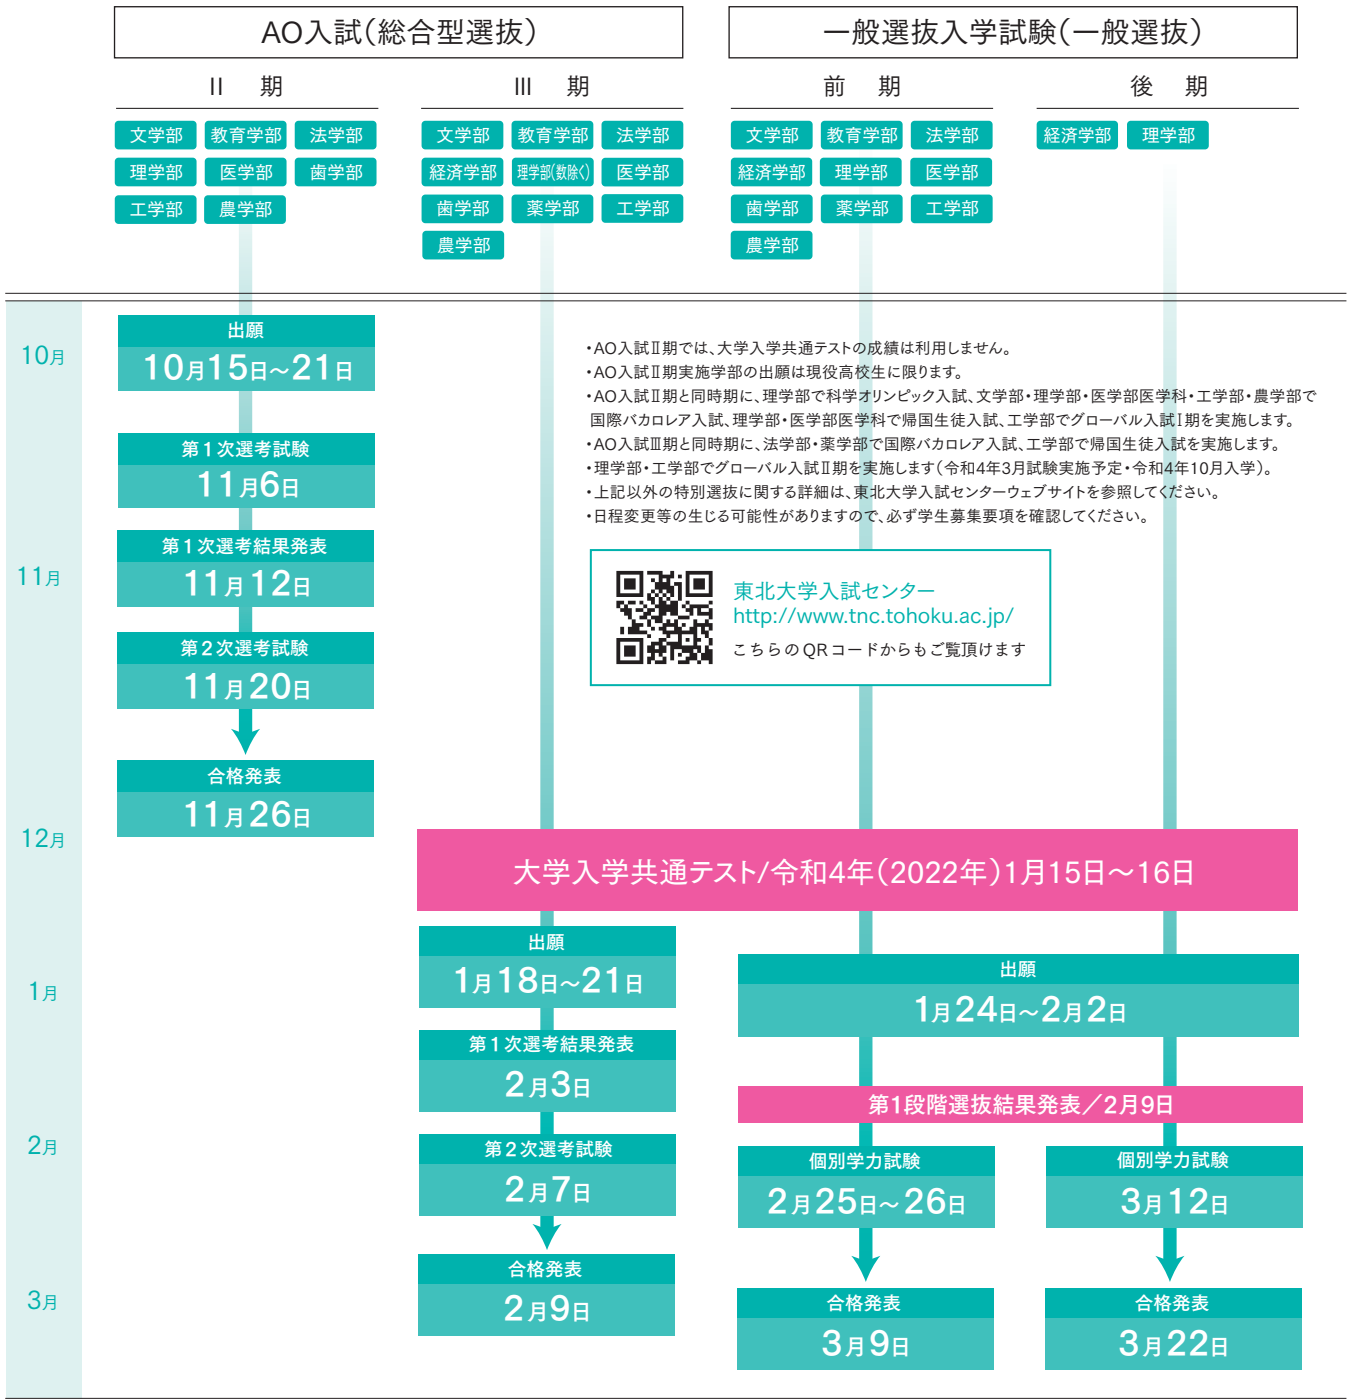 AO入試(総合型選抜)
一般選抜入学試験(一般選抜)
Ⅱ 期
Ⅲ 期
前 期
後 期
文学部 教育学部 法学部
理学部 医学部 歯学部
工学部 農学部
文学部 教育学部 法学部
経済学部 理学部(数除く) 医学部
歯学部 薬学部 工学部
農学部
文学部 教育学部 法学部
経済学部 理学部 医学部
歯学部 薬学部 工学部
農学部
経済学部 理学部
10月
11月
12月
1月
2月
3月
出願
10月15日～21日
第1次選考試験
11月6日
第1次選考結果発表
11月12日
第2次選考試験
11月20日
合格発表
11月26日
・AO入試Ⅱ期では、大学入学共通テストの成績は利用しません。
・AO入試Ⅱ期実施学部の出願は現役高校生に限ります。
・AO入試Ⅱ期と同時期に、理学部で科学オリンピック入試、文学部・理学部・医学部医学科・工学部・農学部で
国際バカロレア入試、理学部・医学部医学科で帰国生徒入試、工学部でグローバル入試Ⅰ期を実施します。
・AO入試Ⅲ期と同時期に、法学部・薬学部で国際バカロレア入試、工学部で帰国生徒入試を実施します。
・理学部・工学部でグローバル入試Ⅱ期を実施します(令和4年3月試験実施予定・令和4年10月入学)。
・上記以外の特別選抜に関する詳細は、東北大学入試センターウェブサイトを参照してください。
・日程変更等の生じる可能性がありますので、必ず学生募集要項を確認してください。
東北大学入試センター
http://www.tnc.tohoku.ac.jp/
こちらのQRコードからもご覧頂けます
大学入学共通テスト/令和4年(2022年)1月15日～16日
出願
1月18日～21日
第1次選考結果発表
2月3日
第2次選考試験
2月7日
合格発表
2月9日
出願
1月24日～2月2日
第1段階選抜結果発表／2月9日
個別学力試験
2月25日～26日
合格発表
3月9日
個別学力試験
3月12日
合格発表
3月22日